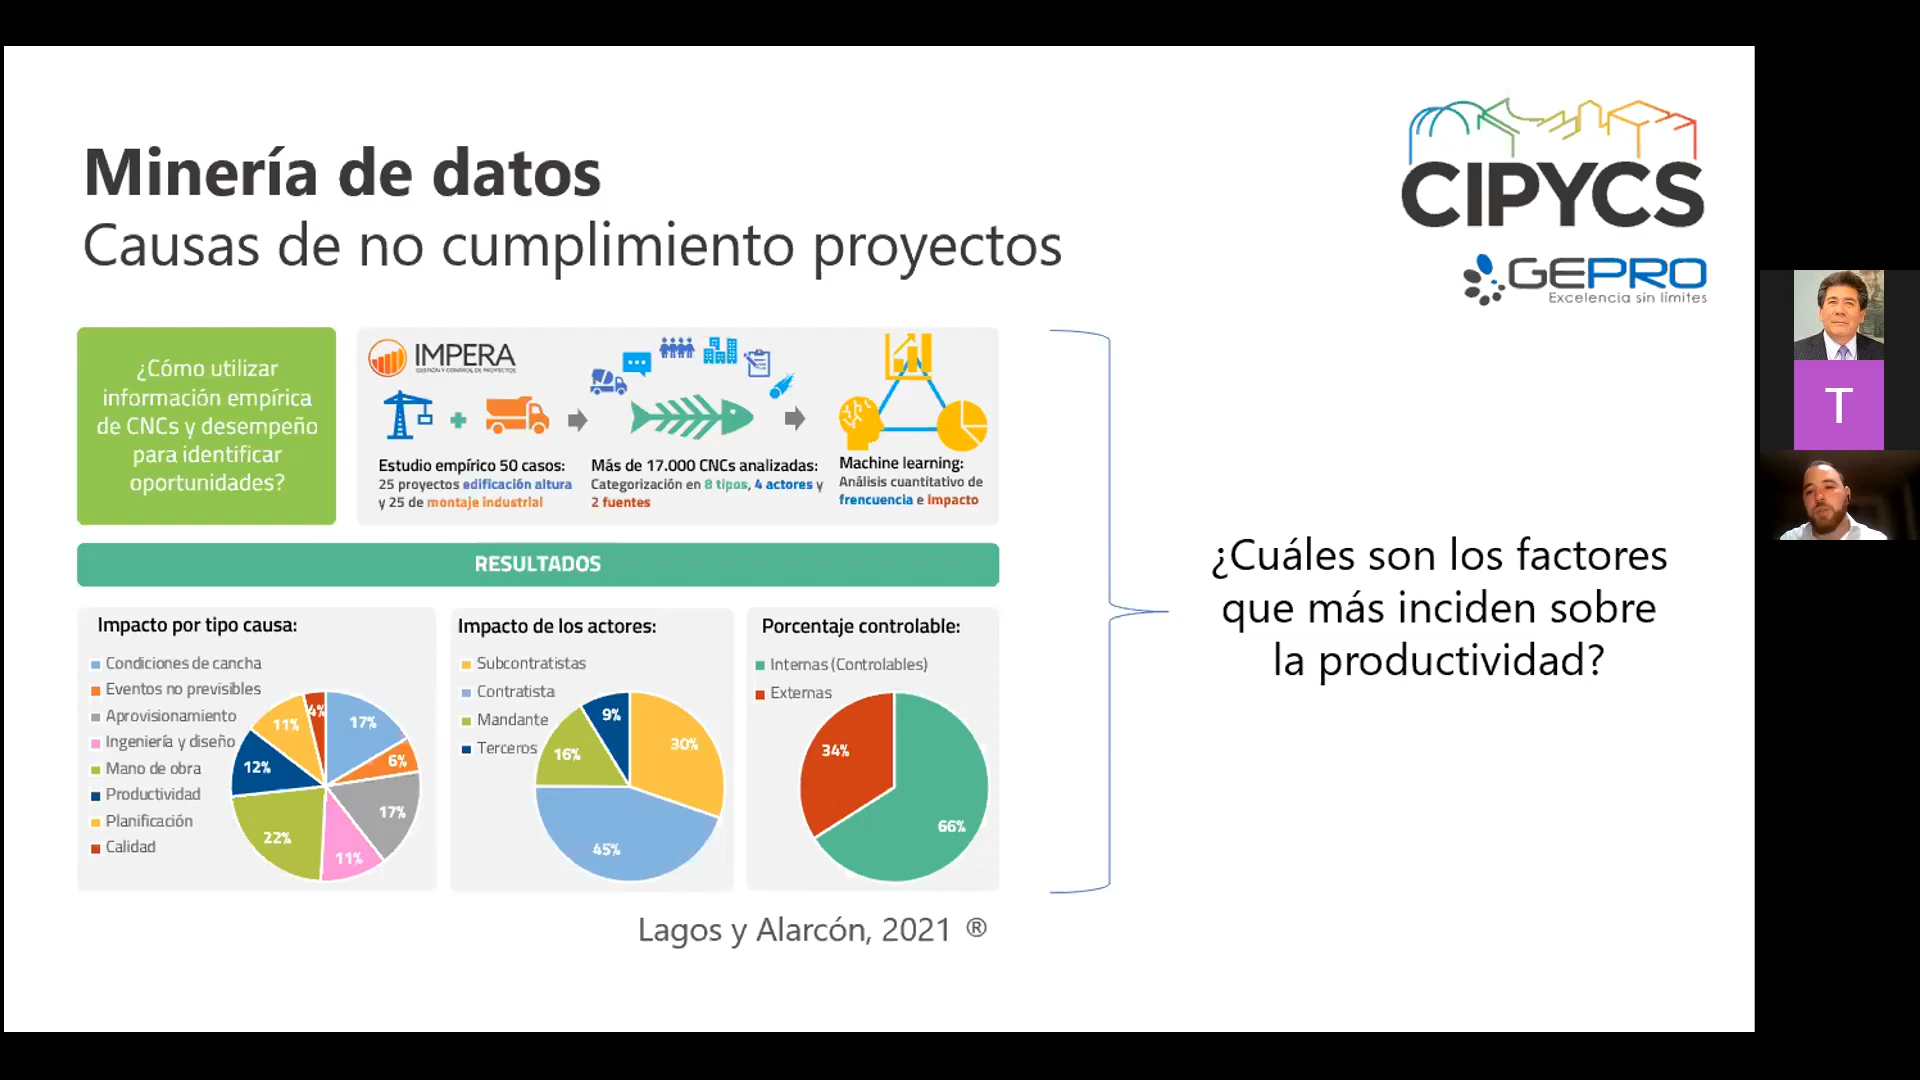 Minería de datos
Causas de no cumplimiento proyectos
CIPYCS
GEPRO
Excelencia sin límites
¿Cómo utilizar
información empírica
de CNCs y desempeño
para identificar
oportunidades?
IMPERA
GESTIÓN Y CONTROL DE PROYECTOS
Estudio empírico 50 casos:
25 proyectos edificación altura
y 25 de montaje industrial
Más de 17.000 CNCs analizadas:
Categorización en 8 tipos, 4 actores y
2 fuentes
Machine learning:
Análisis cuantitativo de
frencuencia e impacto
RESULTADOS
Impacto por tipo causa:
Condiciones de cancha
Eventos no previsibles
Aprovisionamiento
Ingeniería y diseño
Mano de obra
Productividad
Planificación
Calidad
17%
6%
17%
11%
22%
12%
11%
4%
Impacto de los actores:
Subcontratistas
Contratista
Mandante
Terceros
30%
45%
16%
9%
Porcentaje controlable:
Internas (Controlables)
Externas
34%
66%
Lagos y Alarcón, 2021 ®
¿Cuáles son los factores
que más inciden sobre
la productividad?
T